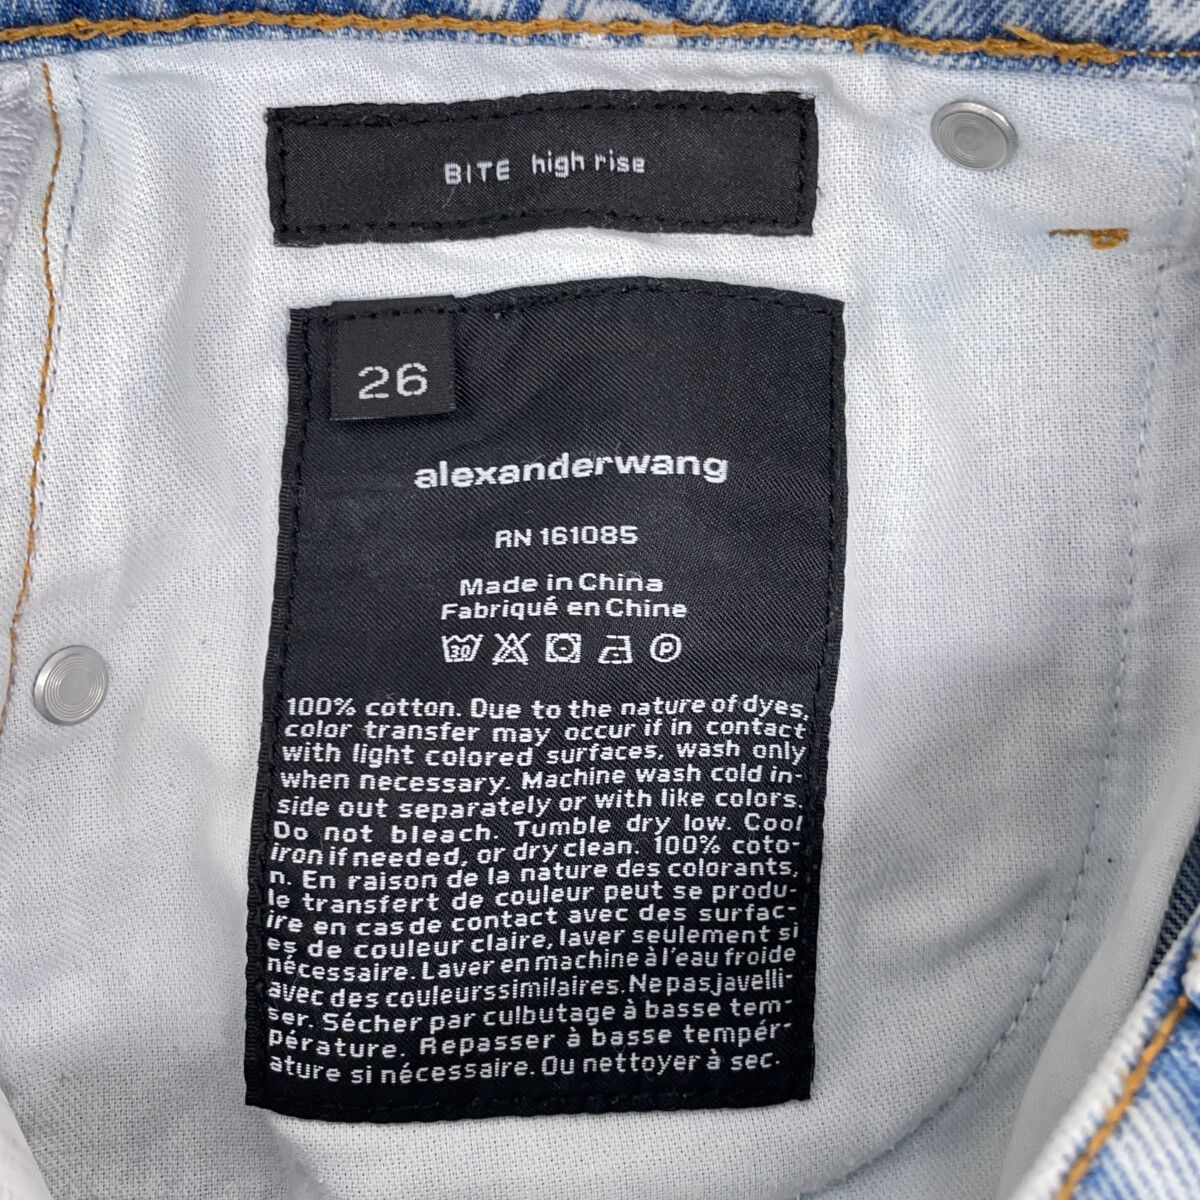 BITE high rise
26
alexanderwang
RN 161085
Made in China
Fabriqué en Chine
30 P
100% cotton. Due to the nature of dyes,
color transfer may occur if in contact
with light colored surfaces, wash only
when necessary. Machine wash cold in-
side out separately or with like colors.
Do not bleach. Tumble dry low. Cool
iron if needed, or dry clean. 100% coto-
n. En raison de la nature des colorants,
le transfert de couleur peut se produ-
ire en cas de contact avec des surfac-
es de couleur claire, laver seulement si
nécessaire. Laver en machine à l'eau froide
avec des couleurs similaires. Ne pas javelli-
ser. Sécher par culbutage à basse tem-
pérature. Repasser à basse tempér-
ature si nécessaire. Ou nettoyer à sec.